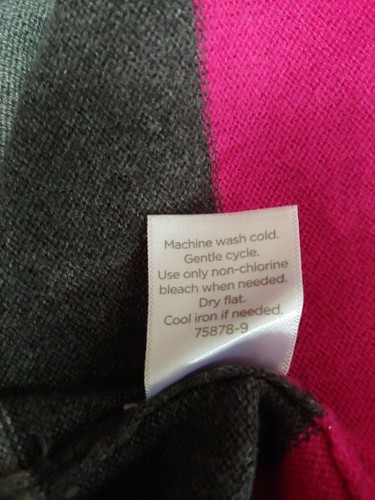 Machine wash cold.
Gentle cycle.
Use only non-chlorine
bleach when needed.
Dry flat.
Cool iron if needed.
75878-9